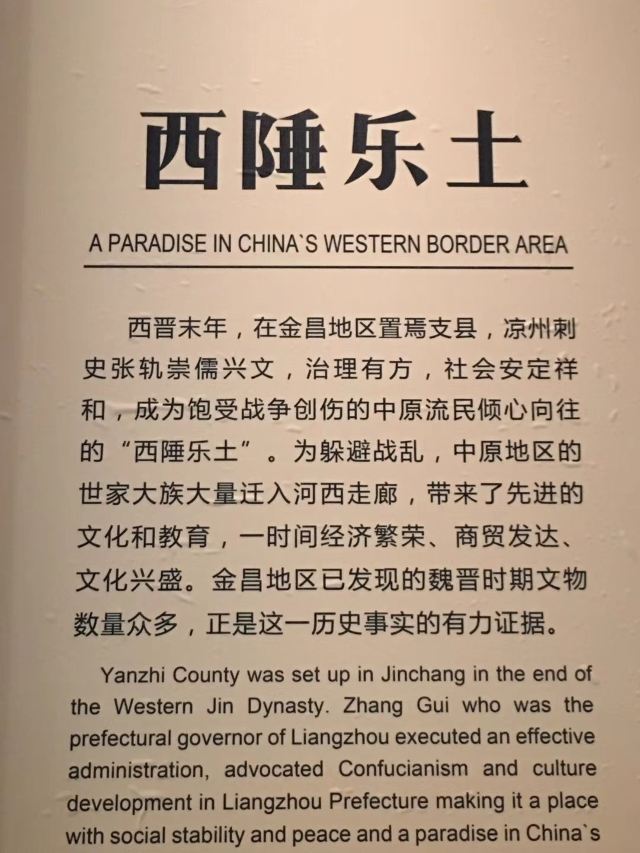 西陲乐土
A PARADISE IN CHINA`S WESTERN BORDER AREA
西晋末年，在金昌地区置焉支县，凉州刺
史张轨崇儒兴文，治理有方，社会安定祥
和，成为饱受战争创伤的中原流民倾心向往
的“西陲乐土”。为躲避战乱，中原地区的
世家大族大量迁入河西走廊，带来了先进的
文化和教育，一时间经济繁荣、商贸发达、
文化兴盛。金昌地区已发现的魏晋时期文物
数量众多，正是这一历史事实的有力证据。
Yanzhi County was set up in Jinchang in the end of
the Western Jin Dynasty. Zhang Gui who was the
prefectural governor of Liangzhou executed an effective
administration, advocated Confucianism and culture
development in Liangzhou Prefecture making it a place
with social stability and peace and a paradise in China`s